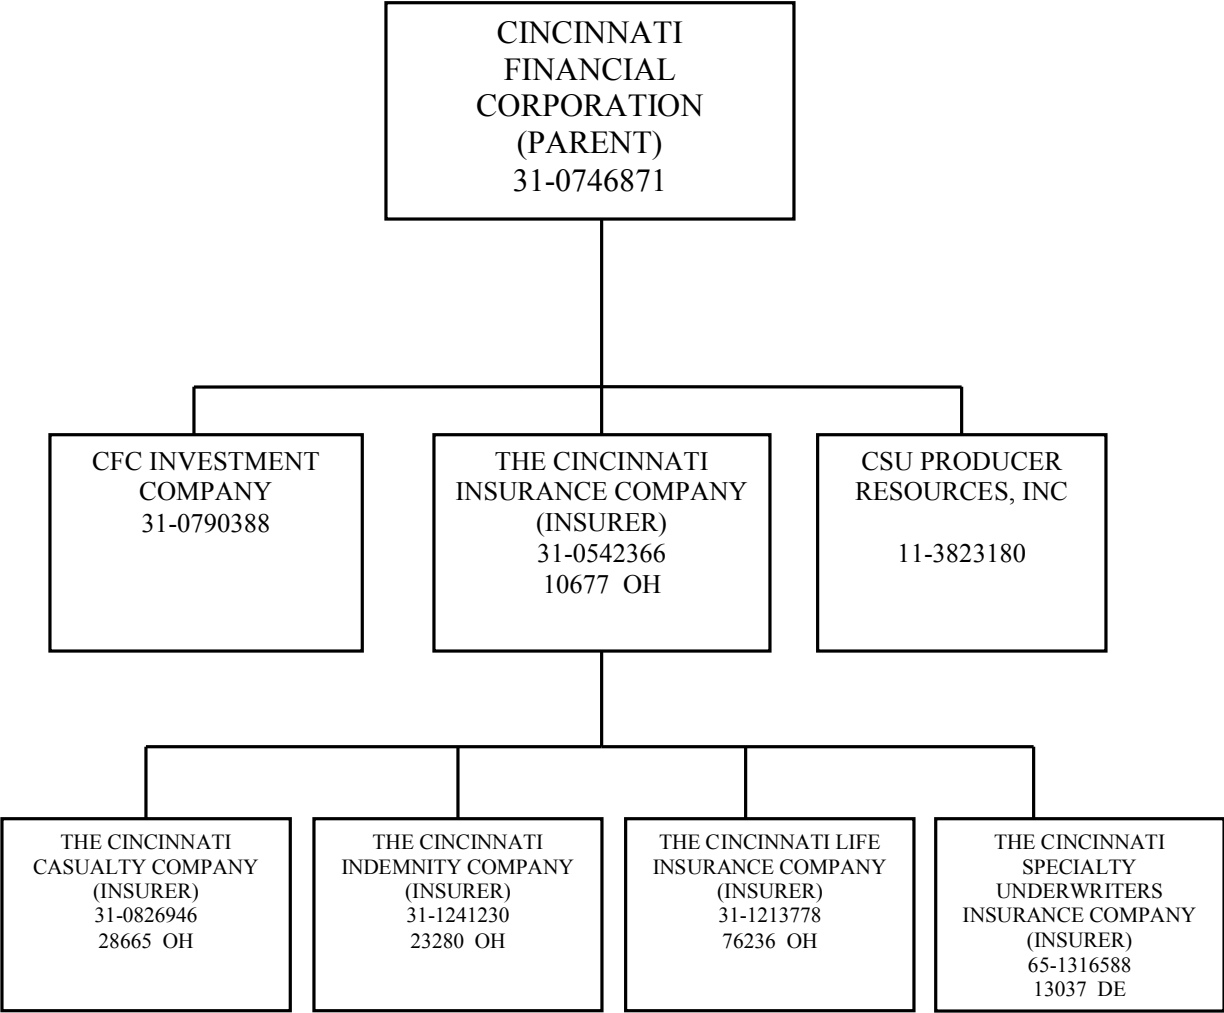 CINCINNATI
FINANCIAL
CORPORATION
(PARENT)
31-0746871
CFC INVESTMENT
COMPANY
31-0790388
THE CINCINNATI
INSURANCE COMPANY
(INSURER)
31-0542366
10677 OH
CSU PRODUCER
RESOURCES, INC
11-3823180
THE CINCINNATI
CASUALTY COMPANY
(INSURER)
31-0826946
28665 OH
THE CINCINNATI
INDEMNITY COMPANY
(INSURER)
31-1241230
23280 OH
THE CINCINNATI LIFE
INSURANCE COMPANY
(INSURER)
31-1213778
76236 OH
THE CINCINNATI
SPECIALTY
UNDERWRITERS
INSURANCE COMPANY
(INSURER)
65-1316588
13037 DE